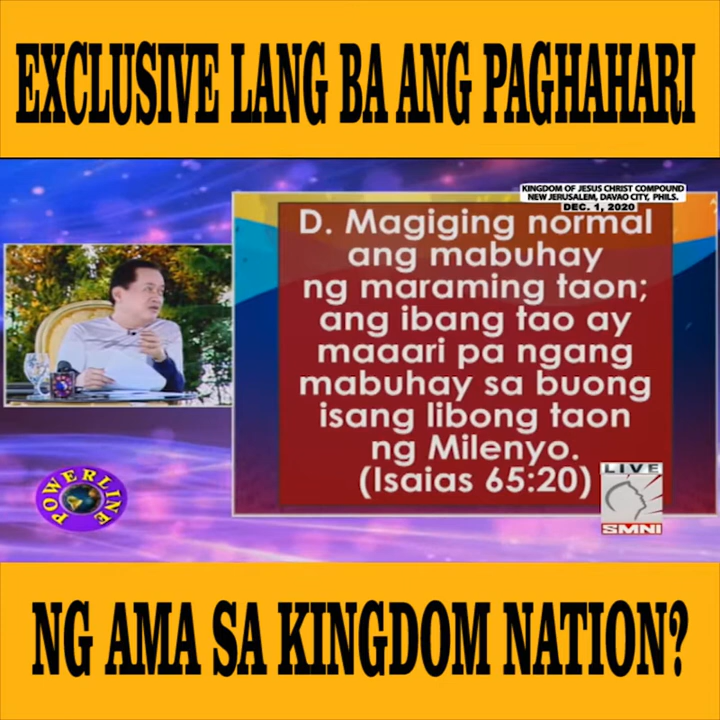 EXCLUSIVE LANG BA ANG PAGHAHARI
KINGDOM OF JESUS CHRIST COMPOUND
NEW JERUSALEM, DAVAO CITY, PHILS.
DEC. 1, 2020
D. Magiging normal
ang mabuhay
ng maraming taon;
ang ibang tao ay
maaari pa ngang
mabuhay sa buong
isang libong taon
ng Milenyo.
(Isaias 65:20)
POWERLINE
LIVE
SMNI
NG AMA SA KINGDOM NATION?